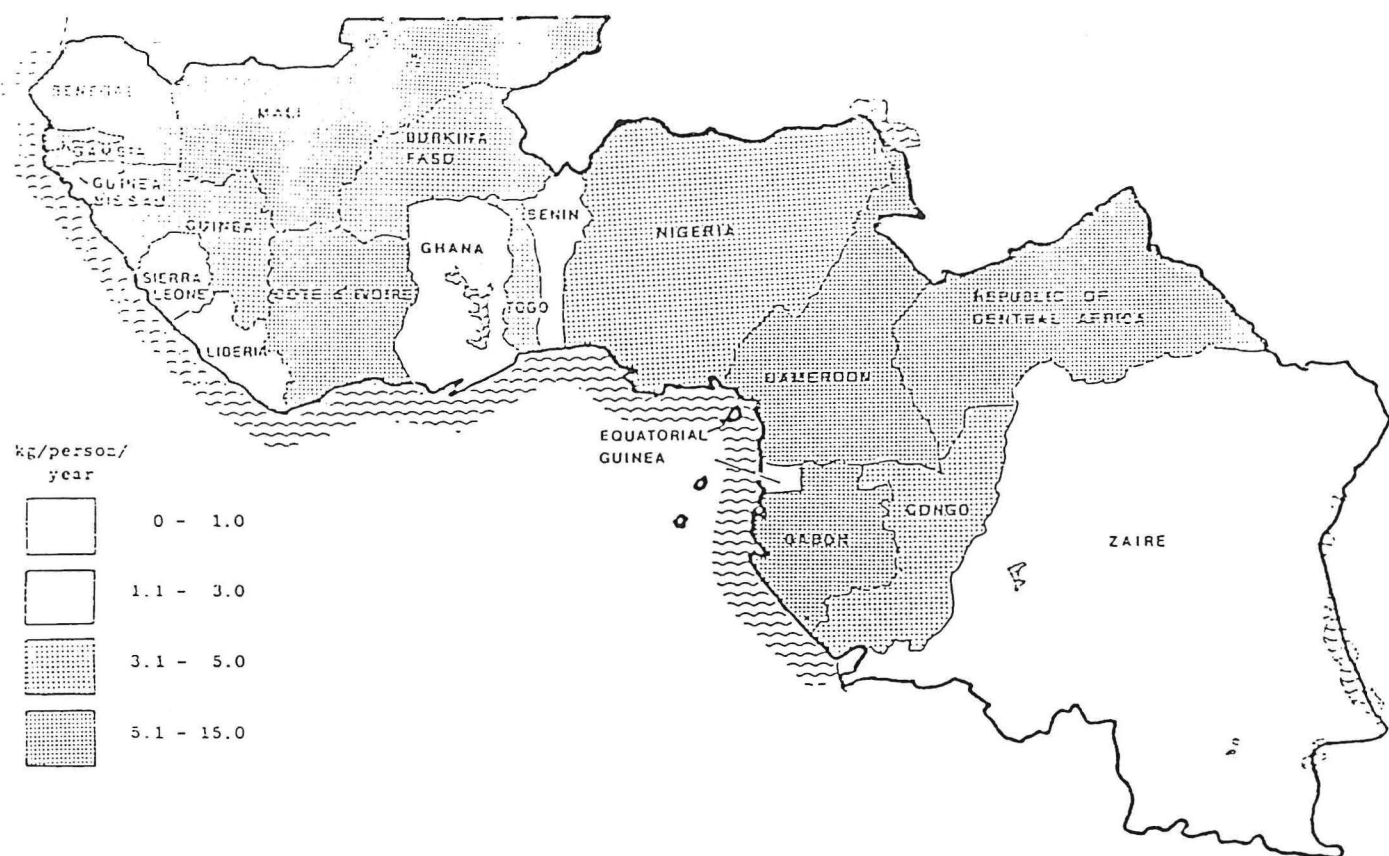 SENEGAL
MALI
BURKINA
FASO
GAMBIA
GUINEA
BISSAU
GUINEA
SIERRA
LEONE
LIBERIA
COTE D'IVOIRE
GHANA
TOGO
BENIN
NIGERIA
REPUBLIC OF
CENTRAL AFRICA
CAMEROON
EQUATORIAL
GUINEA
GABON
CONGO
ZAIRE
kg/person/
year
0 - 1.0
1.1 - 3.0
3.1 - 5.0
5.1 - 15.0